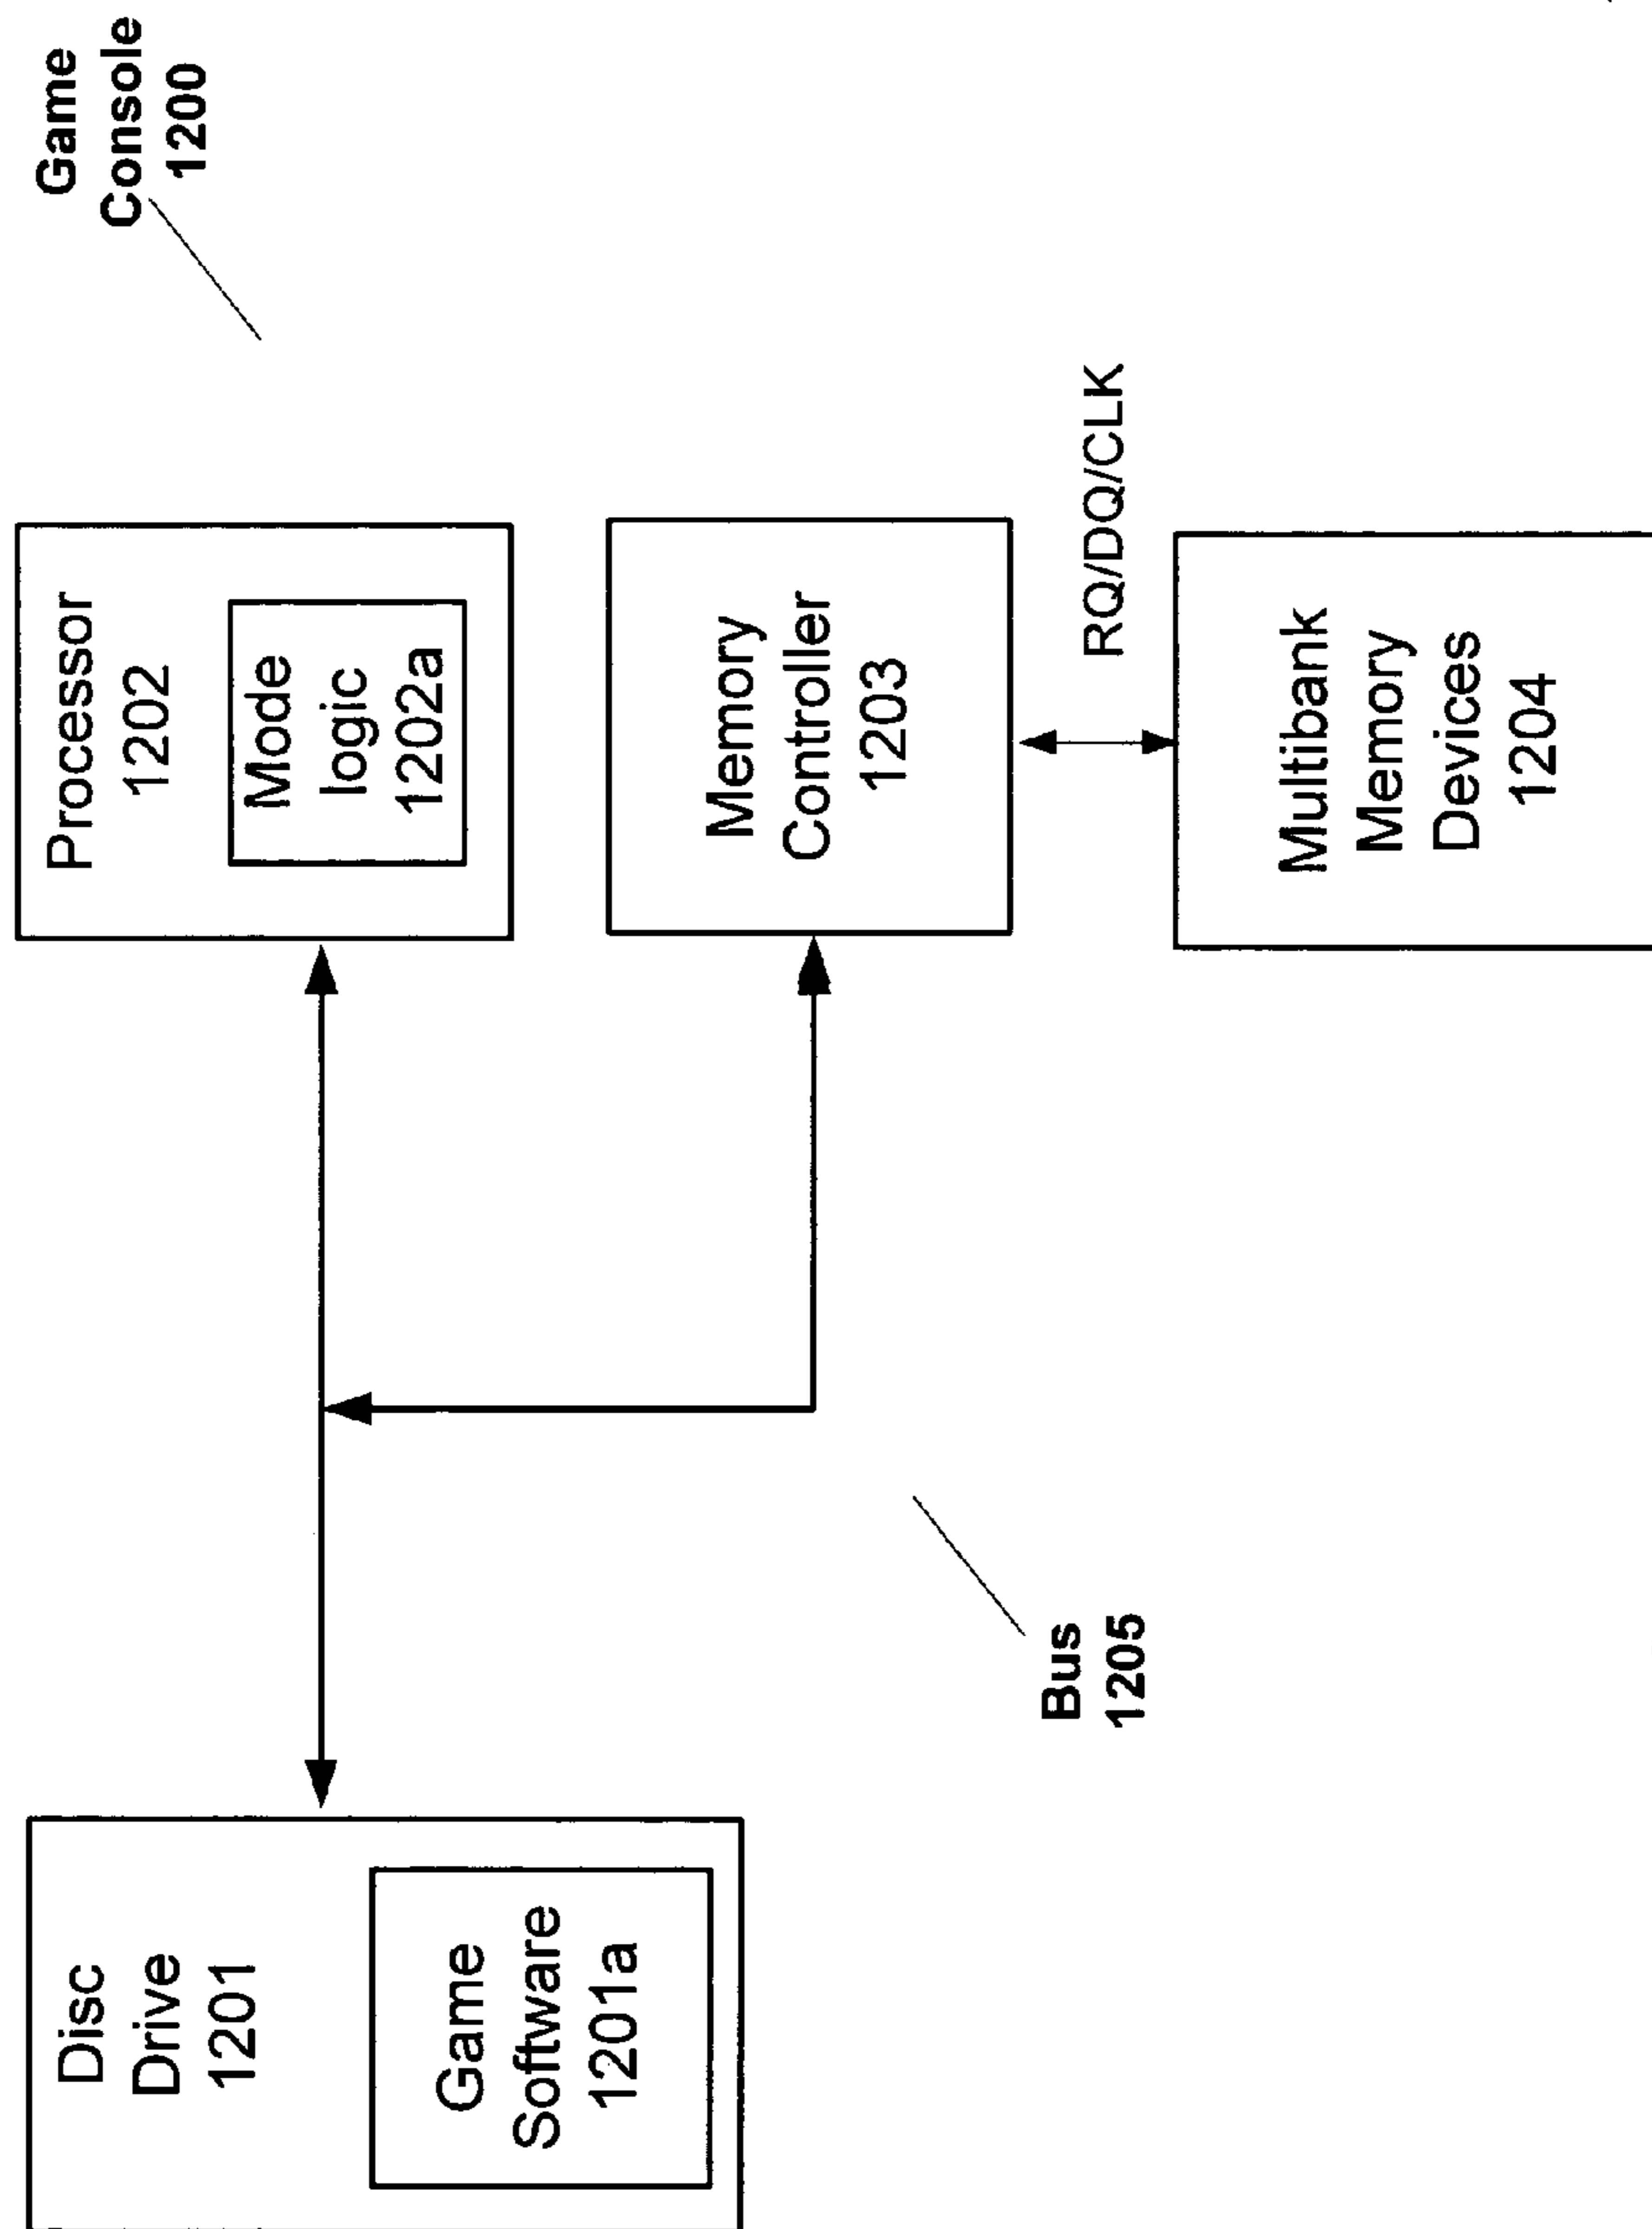 Game
Console
1200
Disc
Drive
1201
Game
Software
1201a
Processor
1202
Mode
logic
1202a
Memory
Controller
1203
RQ/DQ/CLK
Multibank
Memory
Devices
1204
Bus
1205